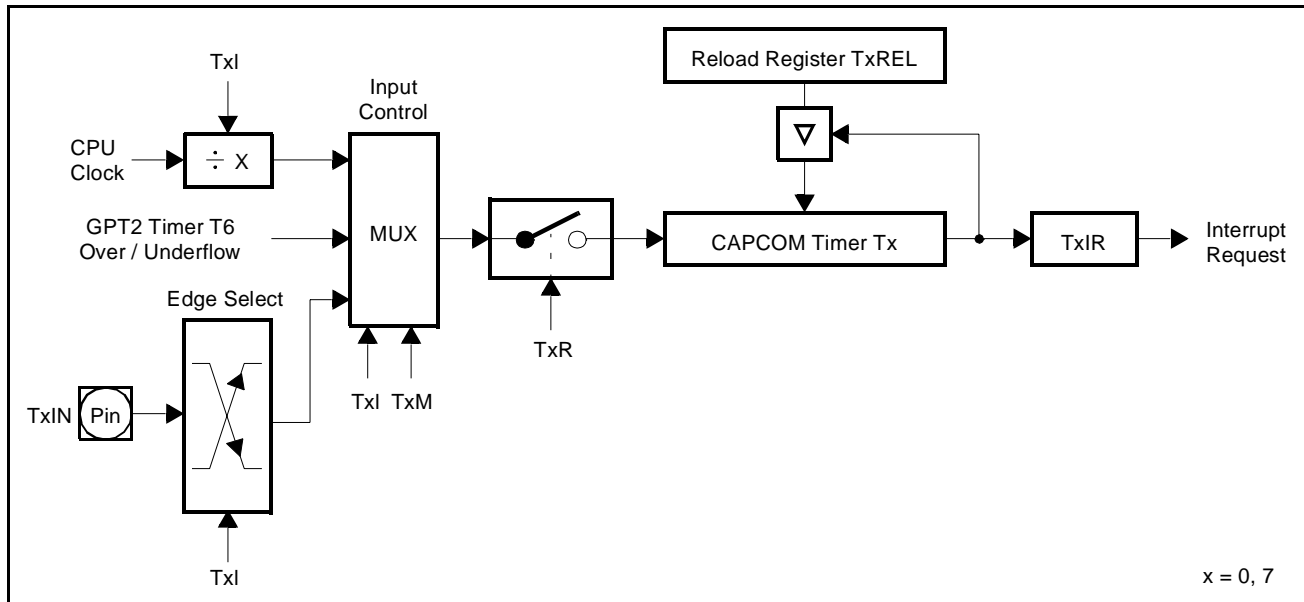 Reload Register TxREL
TxI
Input
Control
CPU
Clock
÷ X
∇
GPT2 Timer T6
Over / Underflow
MUX
CAPCOM Timer Tx
TxIR
Interrupt
Request
Edge Select
TxR
TxI TxM
TxIN
Pin
TxI
x = 0, 7